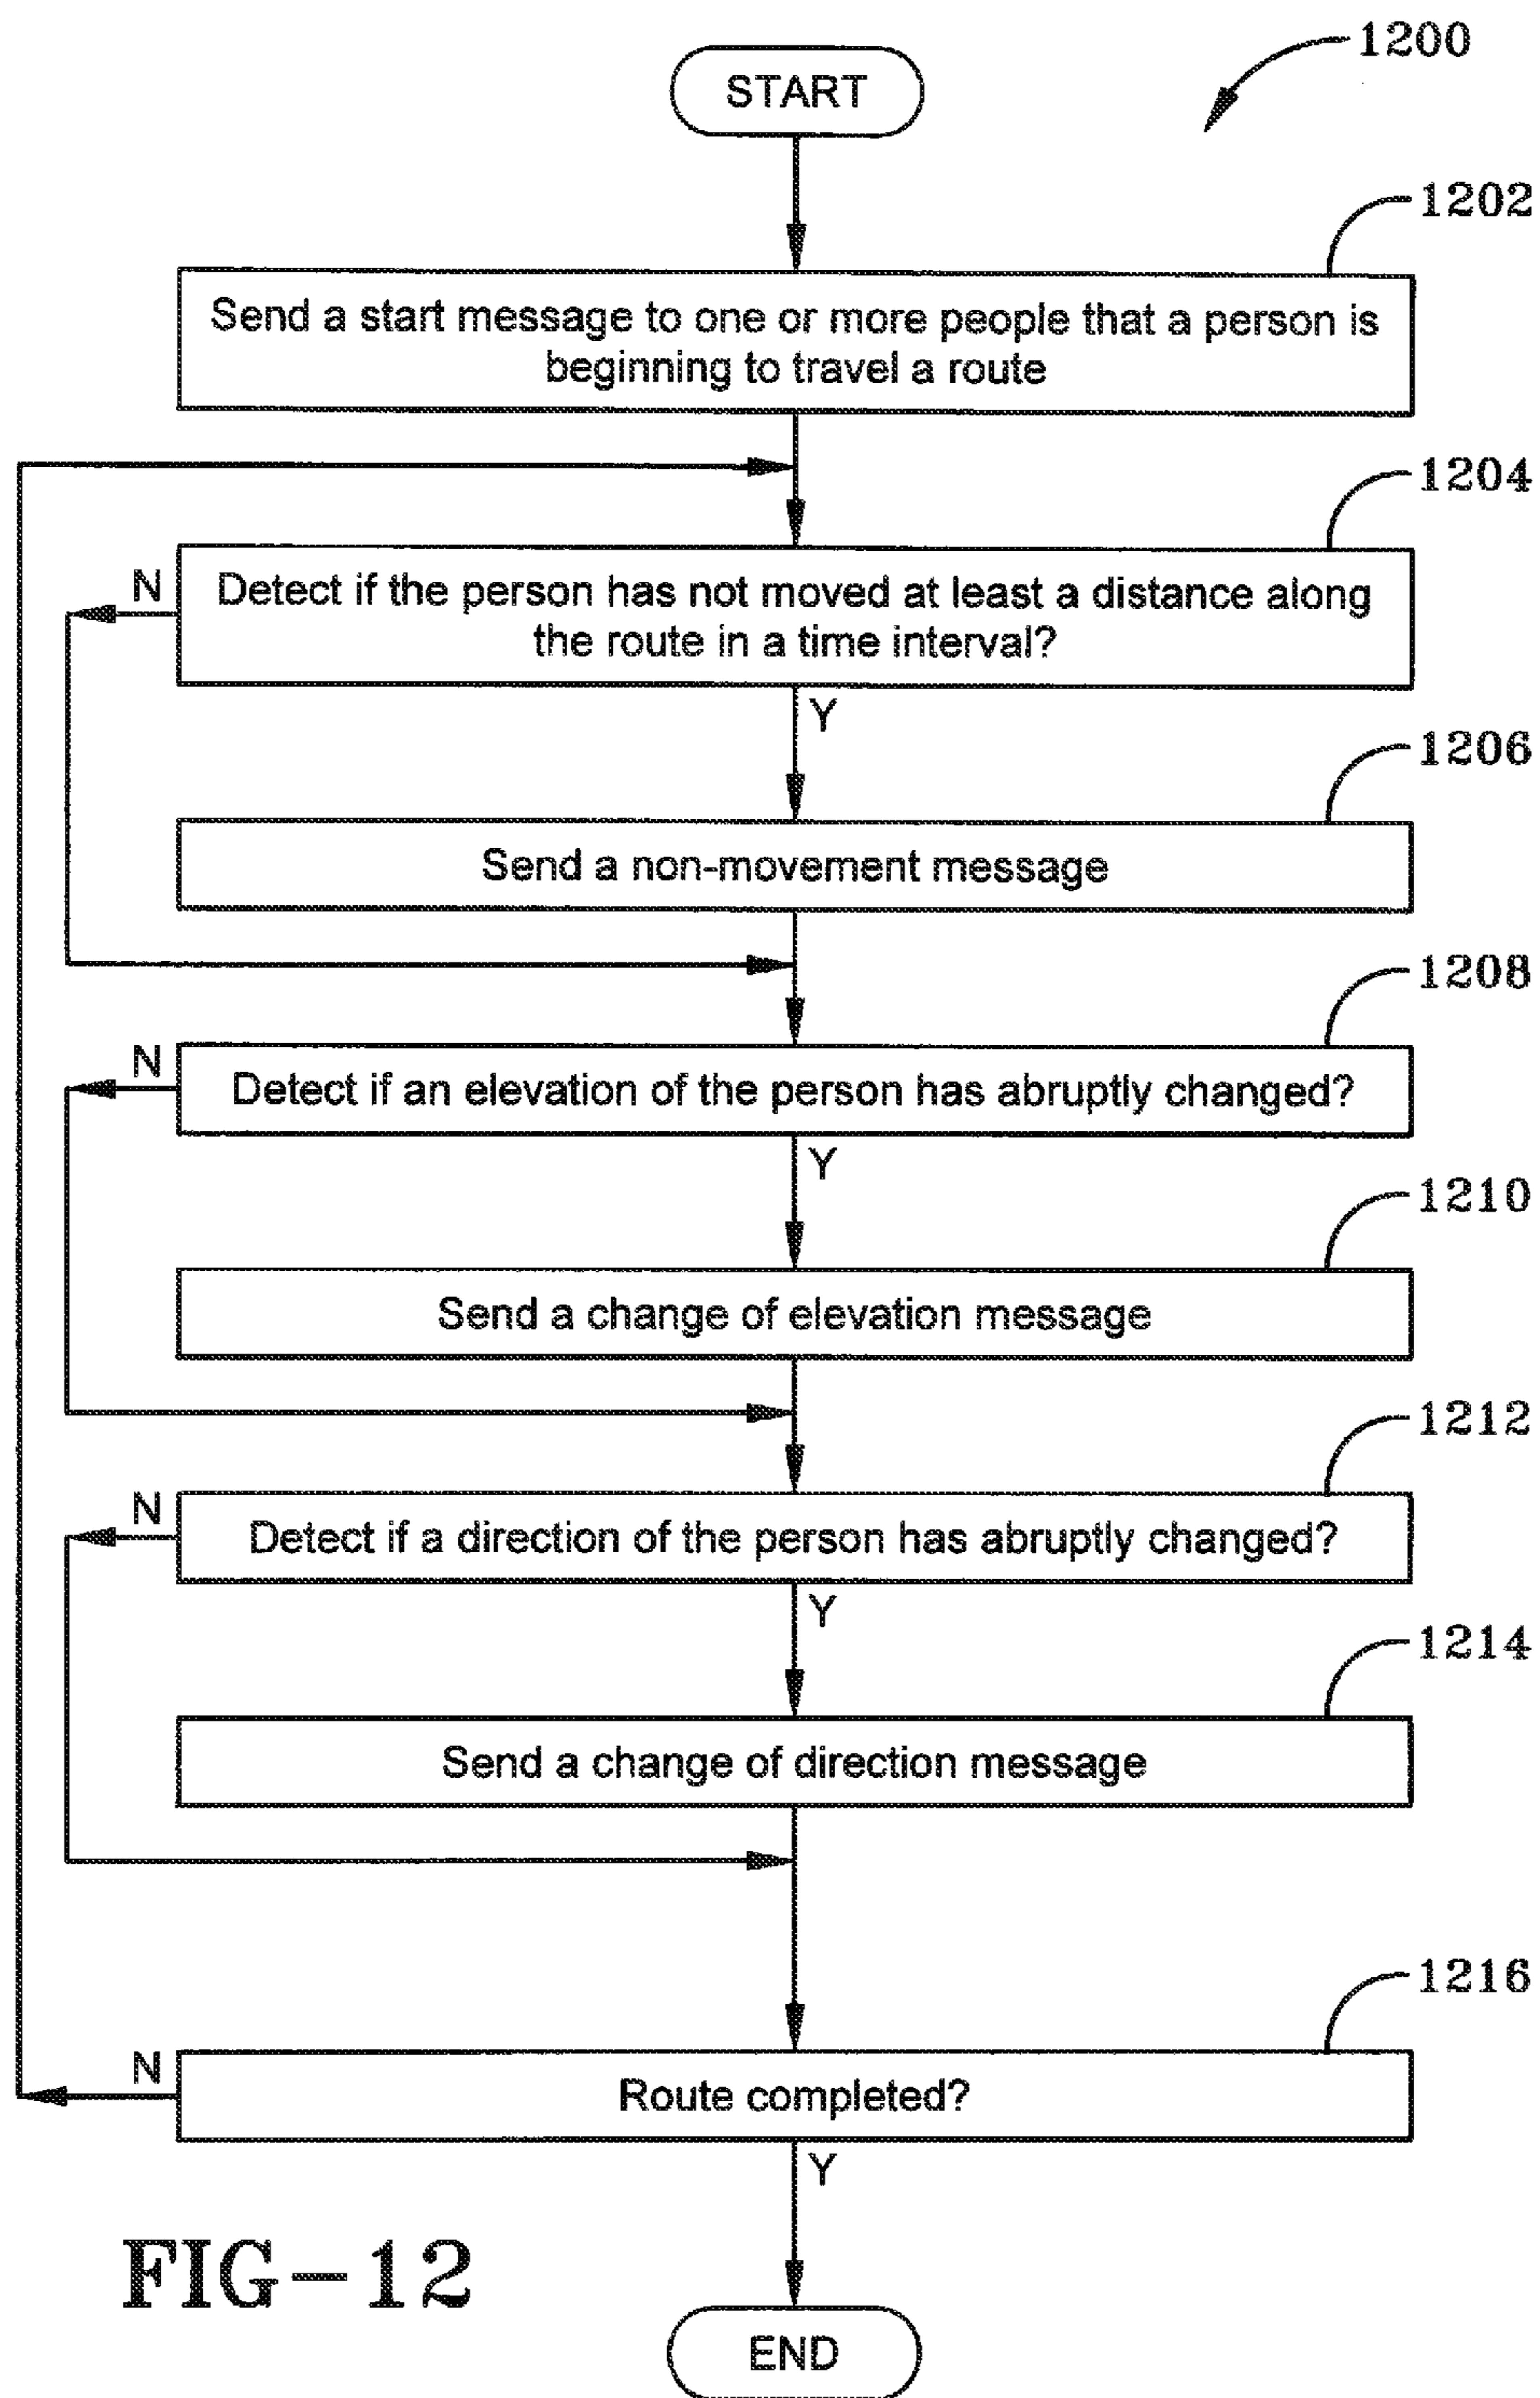 1200
START
1202
Send a start message to one or more people that a person is
beginning to travel a route
1204
N
Detect if the person has not moved at least a distance along
the route in a time interval?
Y
1206
Send a non-movement message
1208
N
Detect if an elevation of the person has abruptly changed?
Y
1210
Send a change of elevation message
1212
N
Detect if a direction of the person has abruptly changed?
Y
1214
Send a change of direction message
1216
N
Route completed?
Y
FIG-12
END